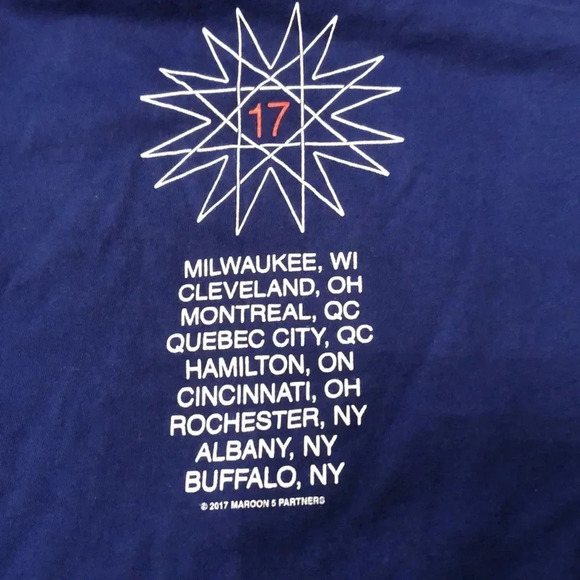 17
MILWAUKEE, WI
CLEVELAND, OH
MONTREAL, QC
QUEBEC CITY, QC
HAMILTON, ON
CINCINNATI, OH
ROCHESTER, NY
ALBANY, NY
BUFFALO, NY
© 2017 MAROON 5 PARTNERS